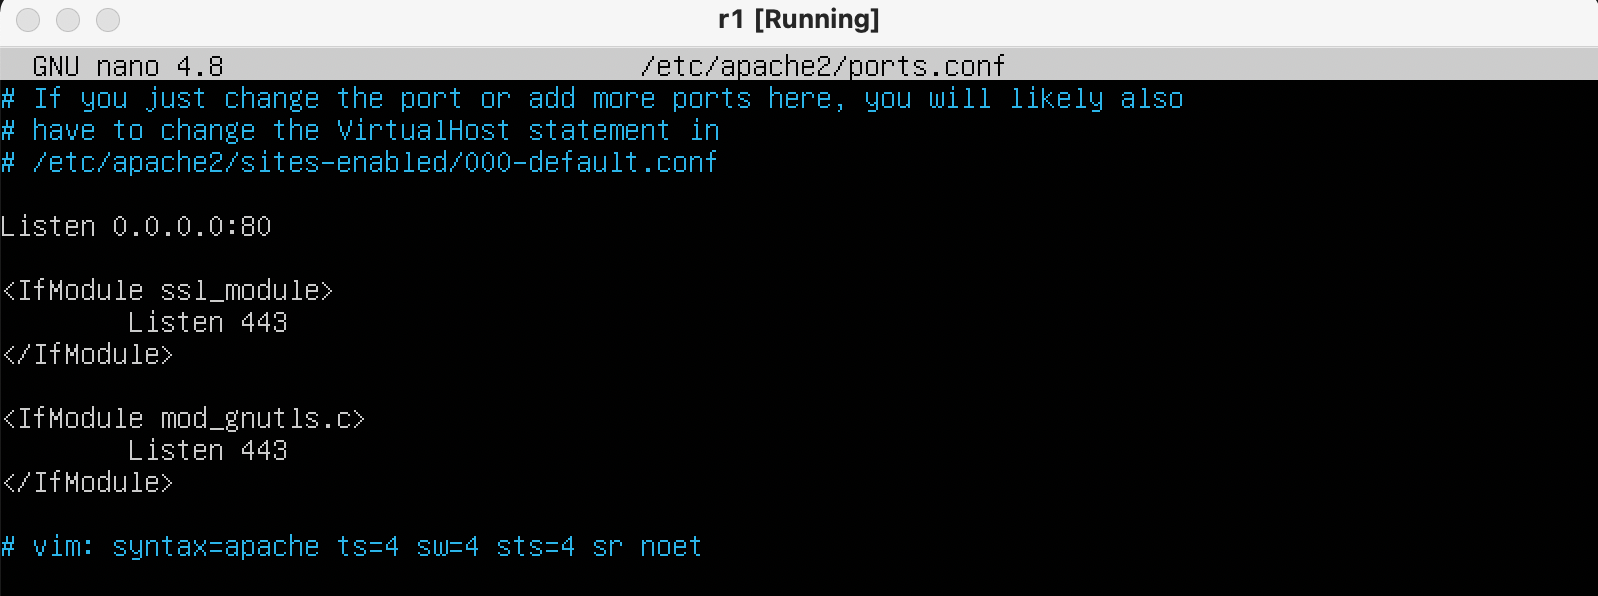 r1 [Running]
GNU nano 4.8 /etc/apache2/ports.conf
# If you just change the port or add more ports here, you will likely also
# have to change the VirtualHost statement in
# /etc/apache2/sites-enabled/000-default.conf
Listen 0.0.0.0:80
<IfModule ssl_module>
Listen 443
</IfModule>
<IfModule mod_gnutls.c>
Listen 443
</IfModule>
# vim: syntax=apache ts=4 sw=4 sts=4 sr noet